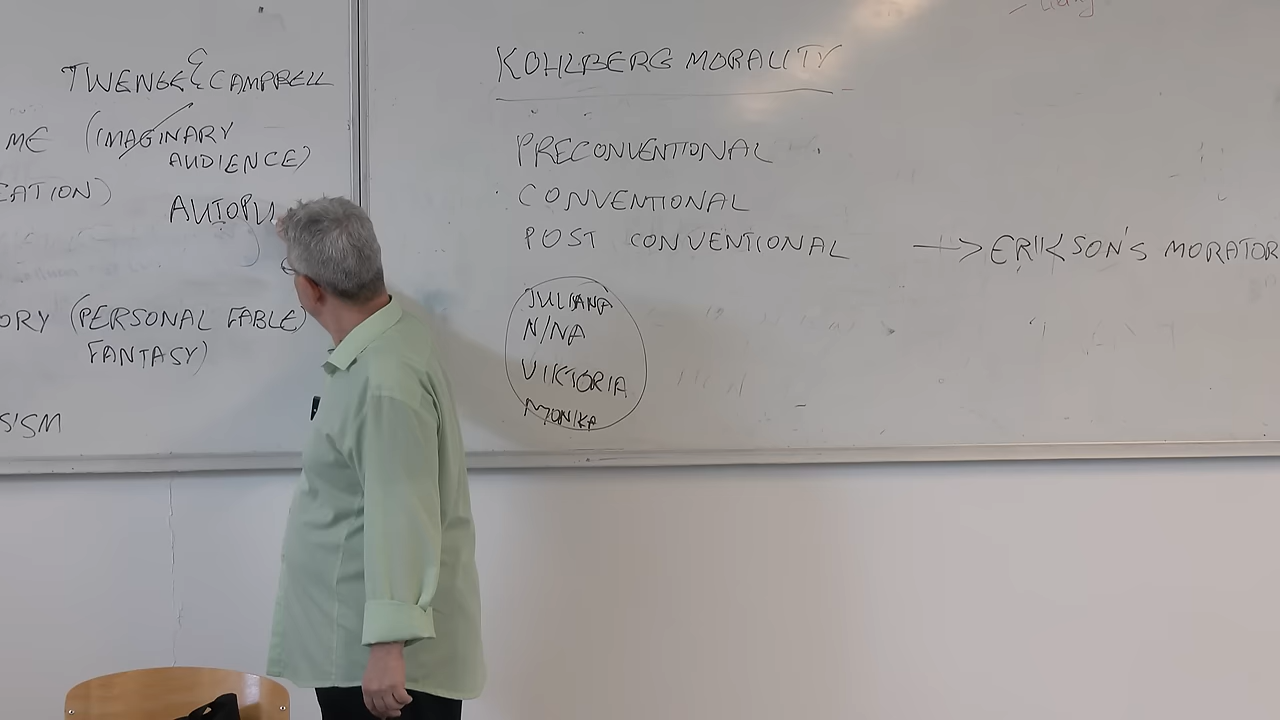 TWENGE & CAMPBELL
ME (IMAGINARY
AUDIENCE)
CATION)
AUTOPU
ORY (PERSONAL FABLE)
FANTASY)
SISM
KOHLBERG MORALITY
PRECONVENTIONAL
CONVENTIONAL
POST CONVENTIONAL → ERIKSON'S MORATOR
JULIANA
NINA
VIKTORIA
MONIKA